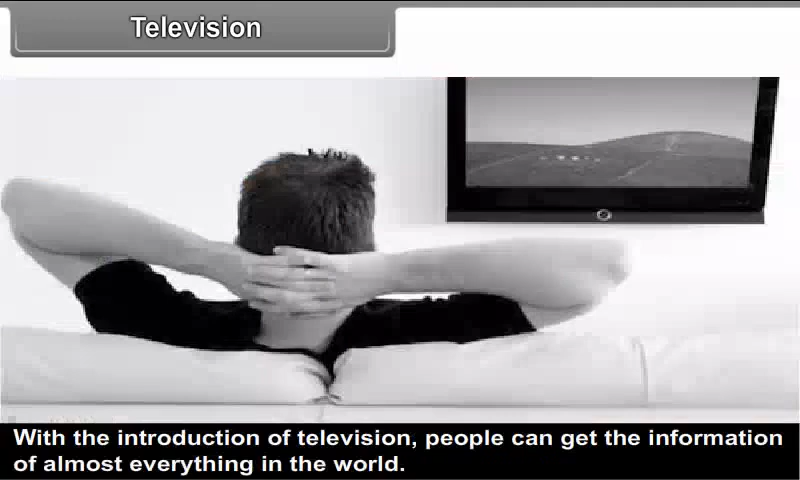 Television
With the introduction of television, people can get the information
of almost everything in the world.